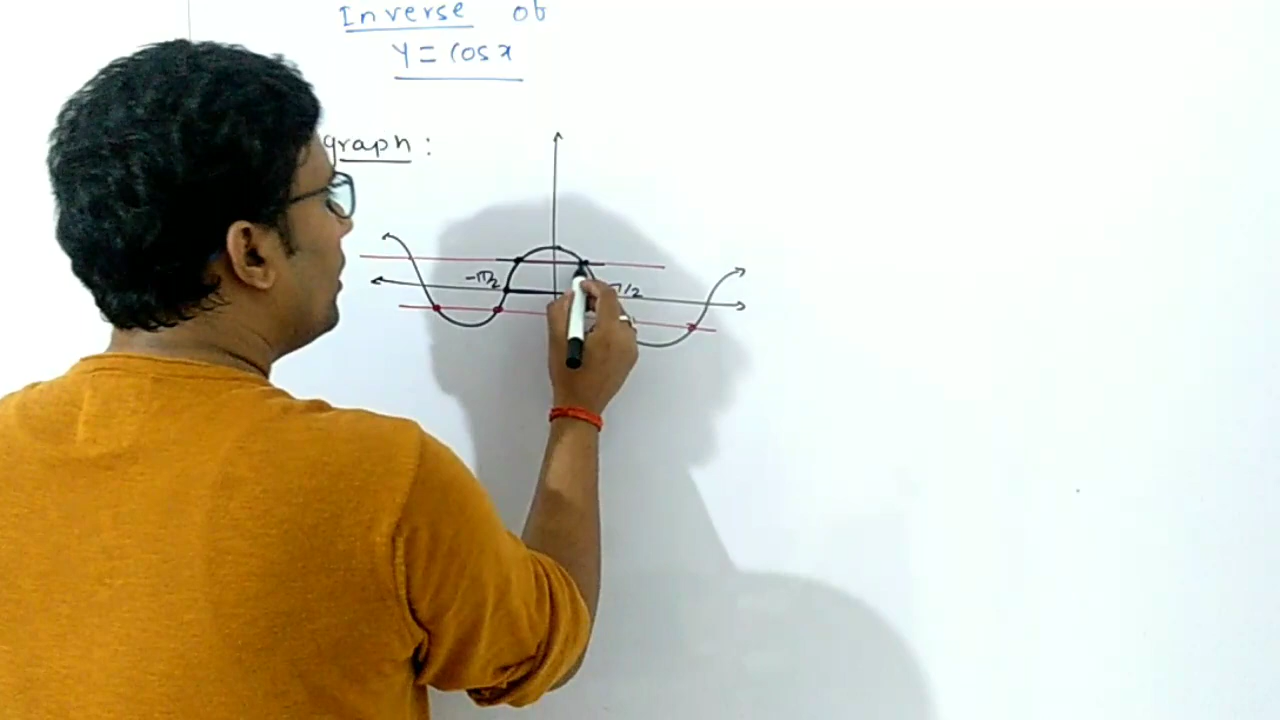 Inverse of
y = cos x
graph :
-π/2
π/2